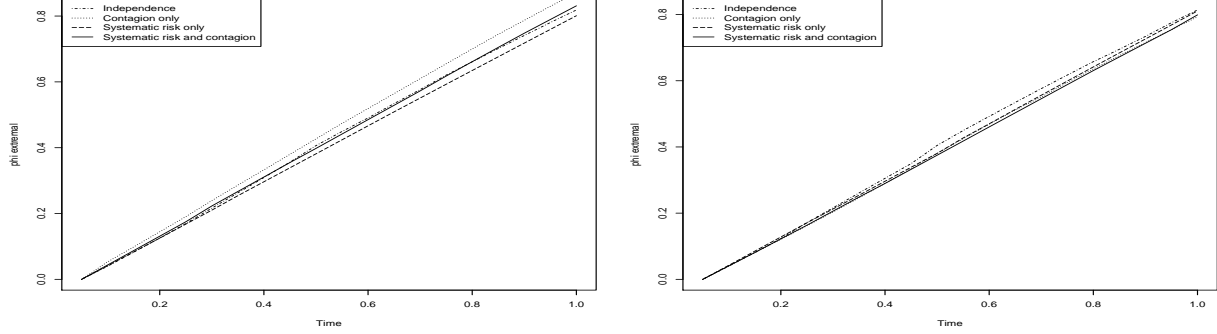 Independence
Contagion only
Systematic risk only
Systematic risk and contagion
0.8
0.6
0.4
0.2
0.0
phi extremal
0.2 0.4 0.6 0.8 1.0
Time
Independence
Contagion only
Systematic risk only
Systematic risk and contagion
0.8
0.6
0.4
0.2
0.0
phi extremal
0.2 0.4 0.6 0.8 1.0
Time